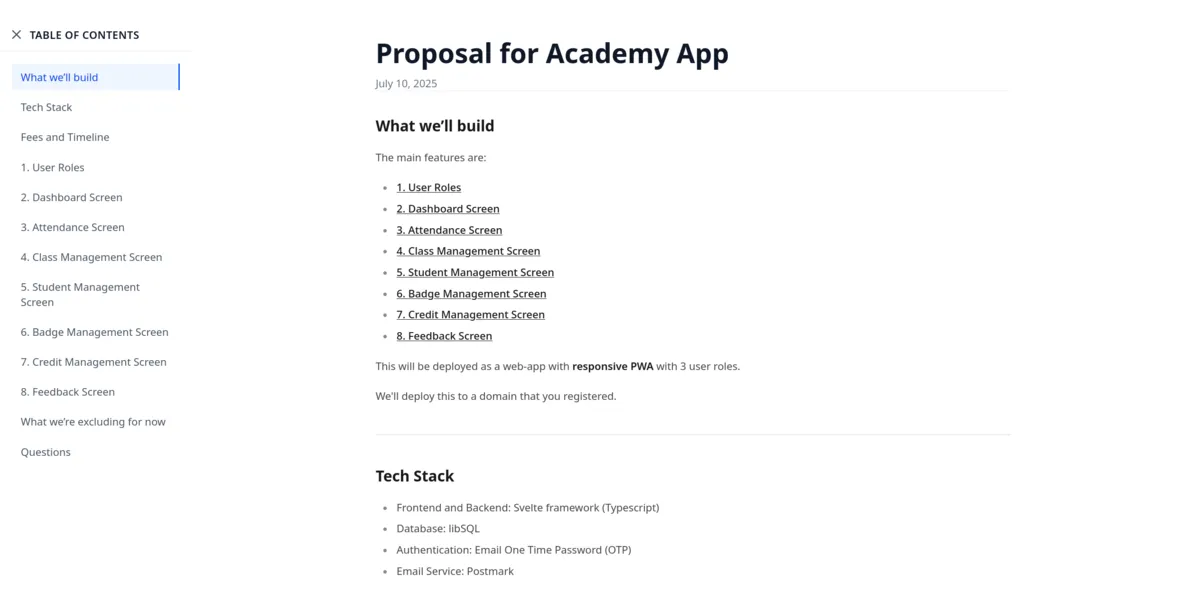 TABLE OF CONTENTS
What we'll build
Tech Stack
Fees and Timeline
1. User Roles
2. Dashboard Screen
3. Attendance Screen
4. Class Management Screen
5. Student Management
Screen
6. Badge Management Screen
7. Credit Management Screen
8. Feedback Screen
What we're excluding for now
Questions
Proposal for Academy App
July 10, 2025
What we'll build
The main features are:
• 1. User Roles
• 2. Dashboard Screen
• 3. Attendance Screen
• 4. Class Management Screen
• 5. Student Management Screen
• 6. Badge Management Screen
• 7. Credit Management Screen
• 8. Feedback Screen
This will be deployed as a web-app with responsive PWA with 3 user roles.
We'll deploy this to a domain that you registered.
Tech Stack
• Frontend and Backend: Svelte framework (Typescript)
• Database: libSQL
• Authentication: Email One Time Password (OTP)
• Email Service: Postmark